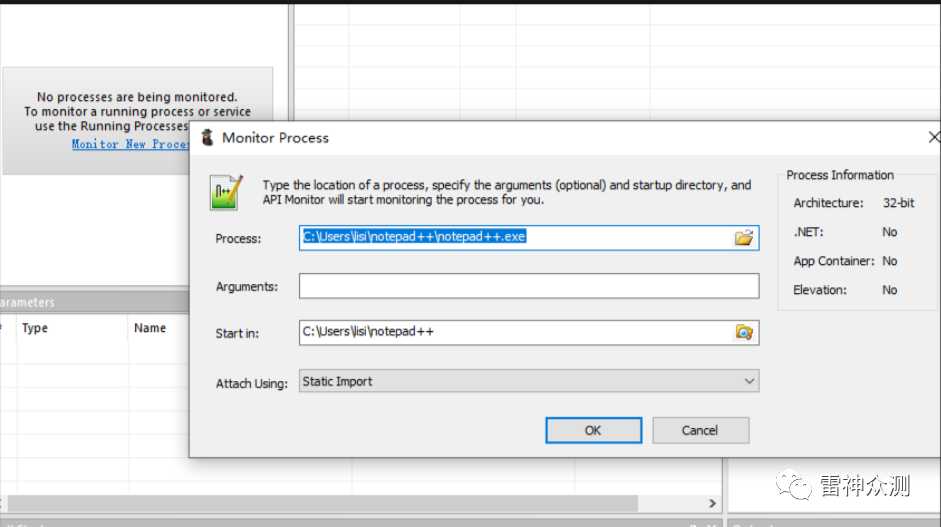 No processes are being monitored.
To monitor a running process or service
use the Running Processes
Monitor New
Monitor Process
Type the location of a process, specify the arguments (optional) and startup directory, and
API Monitor will start monitoring the process for you.
Process:
C:\Users\lisi\notepad++\notepad++.exe
Arguments:
Start in:
C:\Users\lisi\notepad++
Attach Using:
Static Import
OK
Cancel
Process Information
Architecture: 32-bit
.NET: No
App Container: No
Elevation: No
arameters
Type
Name
雷神众测